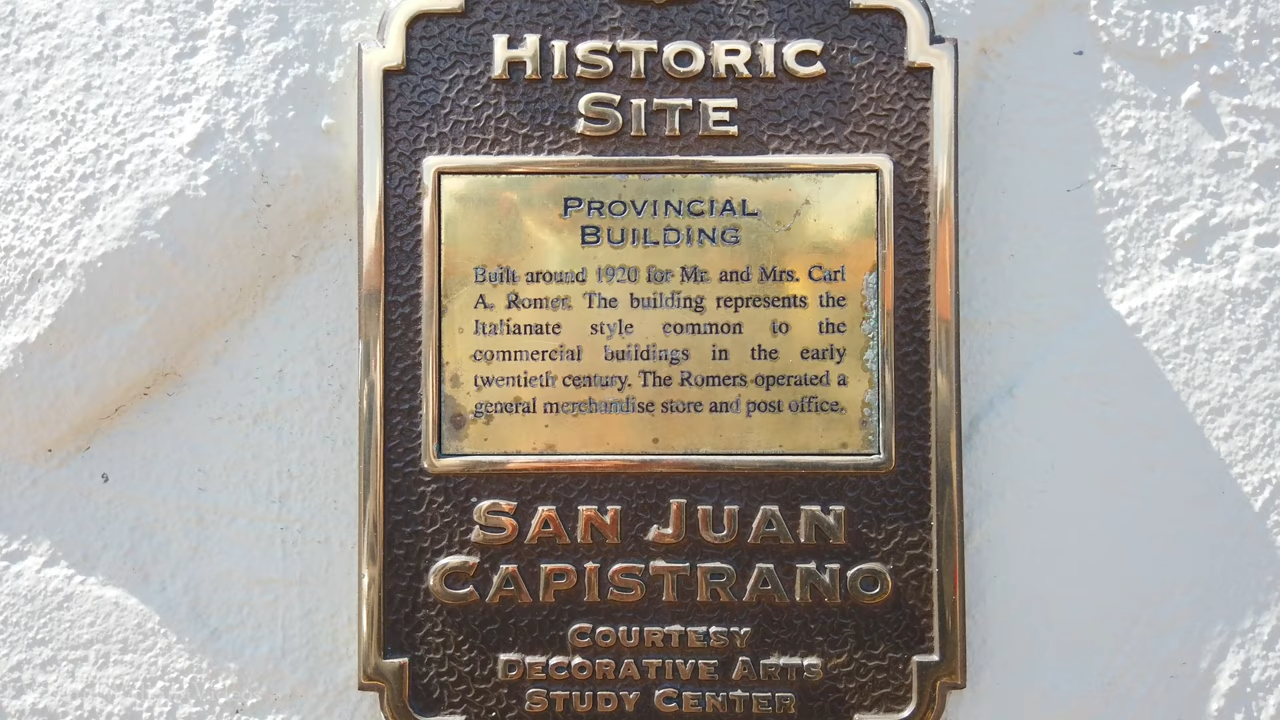 HISTORIC
SITE
PROVINCIAL
BUILDING
Built around 1920 for Mr. and Mrs. Carl
A. Romer. The building represents the
Italianate style common to the
commercial buildings in the early
twentieth century. The Romers operated a
general merchandise store and post office.
SAN JUAN
CAPISTRANO
COURTESY
DECORATIVE ARTS
STUDY CENTER